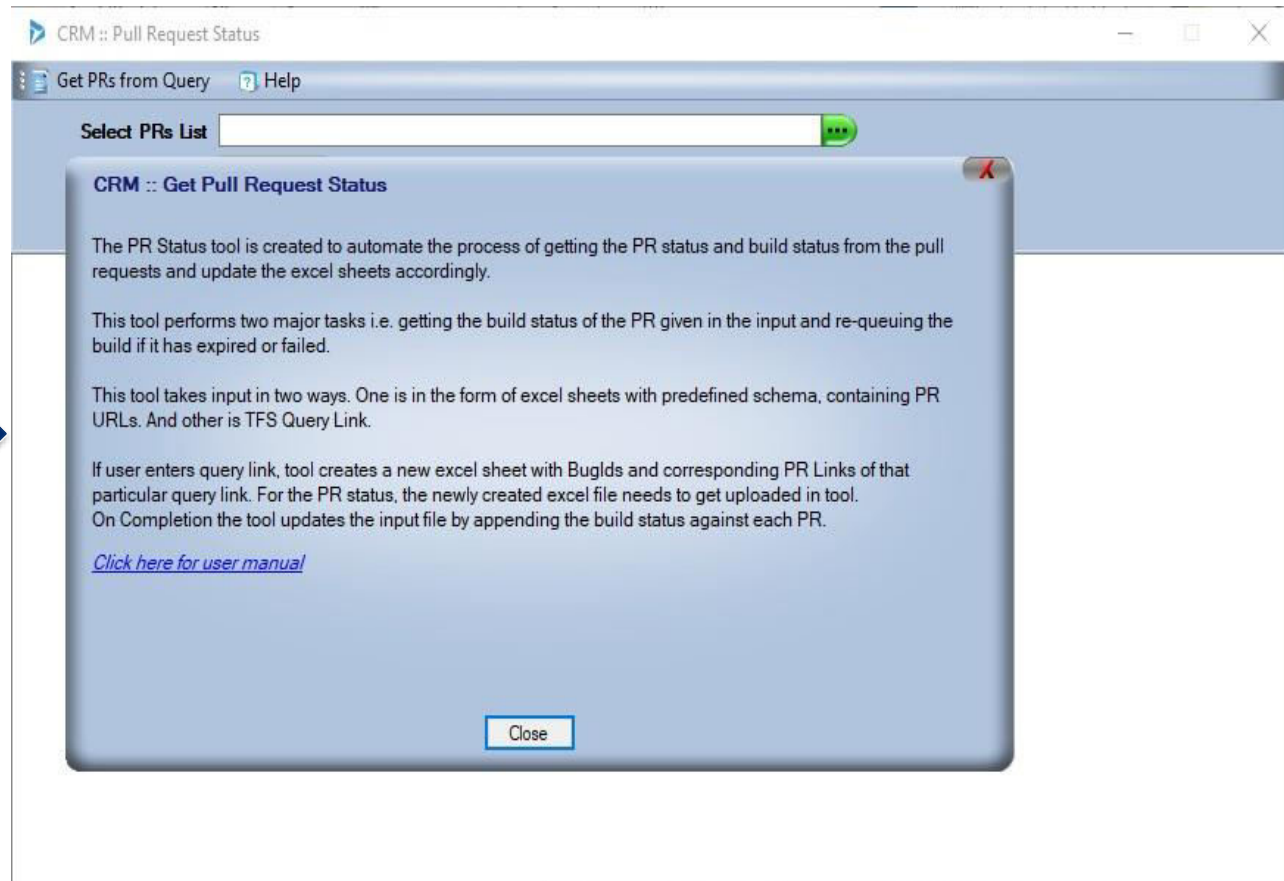 CRM :: Pull Request Status
Get PRs from Query
Help
Select PRs List
CRM :: Get Pull Request Status
The PR Status tool is created to automate the process of getting the PR status and build status from the pull
requests and update the excel sheets accordingly.
This tool performs two major tasks i.e. getting the build status of the PR given in the input and re-queuing the
build if it has expired or failed.
This tool takes input in two ways. One is in the form of excel sheets with predefined schema, containing PR
URLs. And other is TFS Query Link.
If user enters query link, tool creates a new excel sheet with BugIds and corresponding PR Links of that
particular query link. For the PR status, the newly created excel file needs to get uploaded in tool.
On Completion the tool updates the input file by appending the build status against each PR.
Click here for user manual
Close